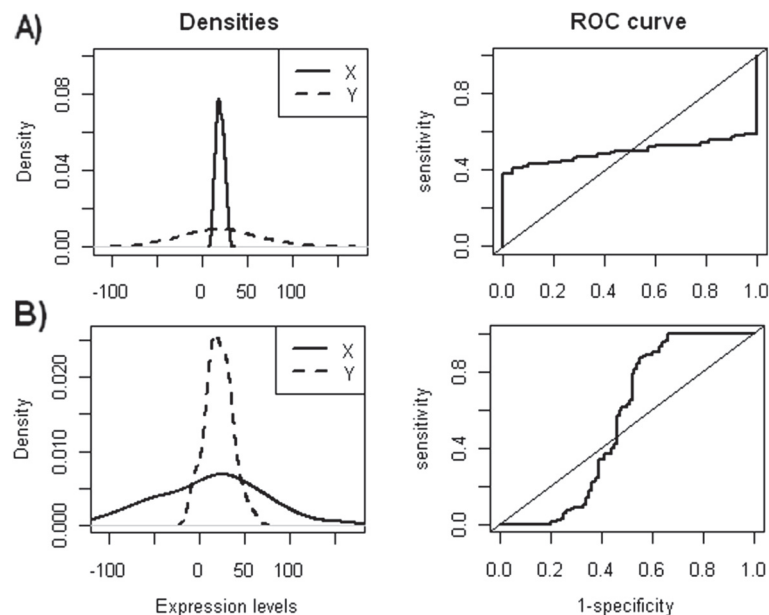 A)
Densities
ROC curve
Density
0.00 0.04 0.08
X
Y
-100 0 50 100
sensitivity
0.0 0.4 0.8
0.0 0.2 0.4 0.6 0.8 1.0
B)
Density
0.000 0.010 0.020
X
Y
-100 0 50 100
Expression levels
sensitivity
0.0 0.4 0.8
0.0 0.2 0.4 0.6 0.8 1.0
1-specificity